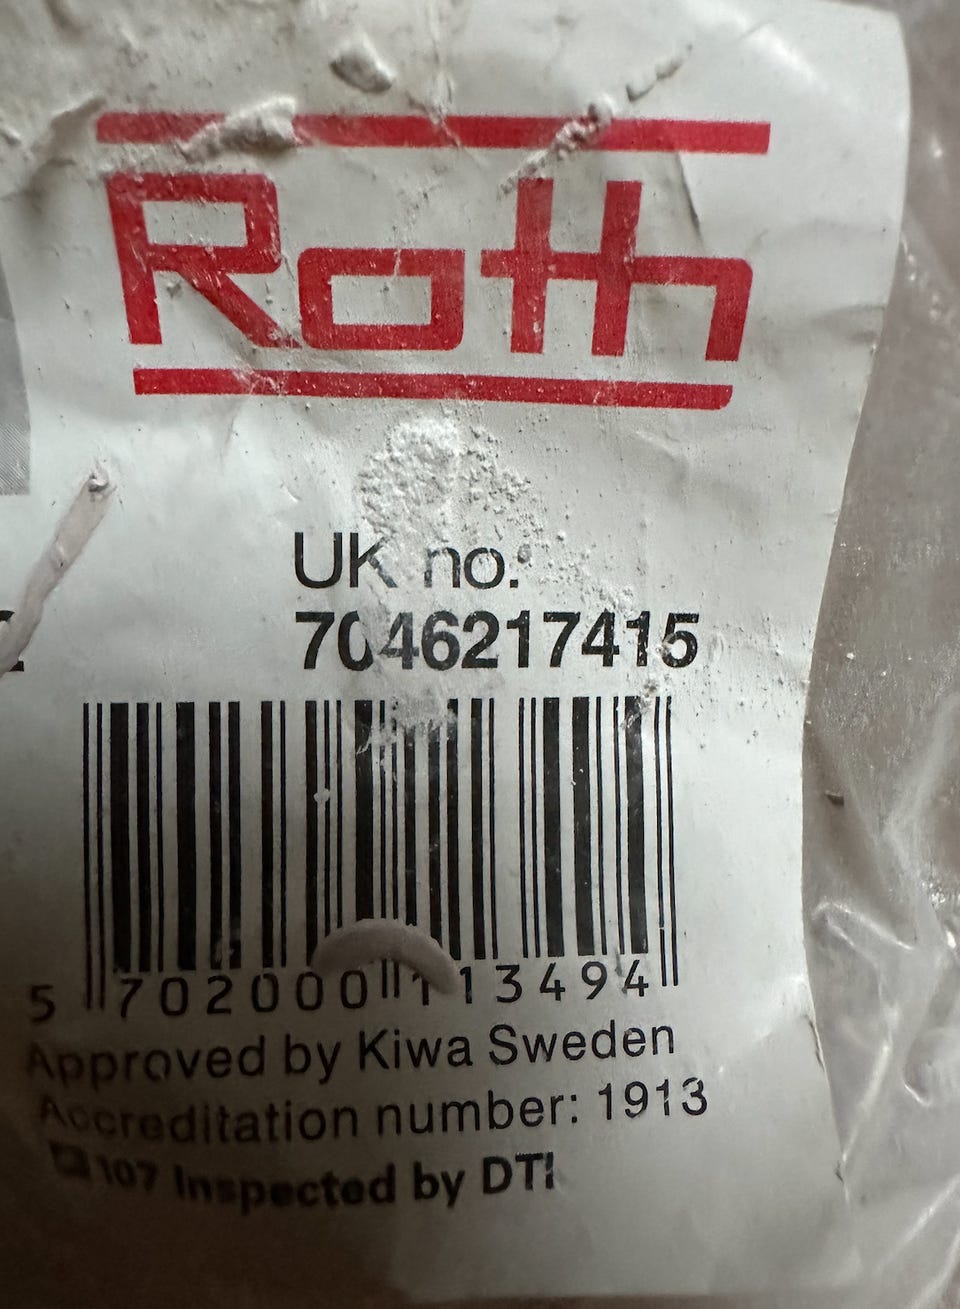 Roth
UK no.:
7046217415
5 702000 113494
Approved by Kiwa Sweden
Accreditation number: 1913
107 Inspected by DTI